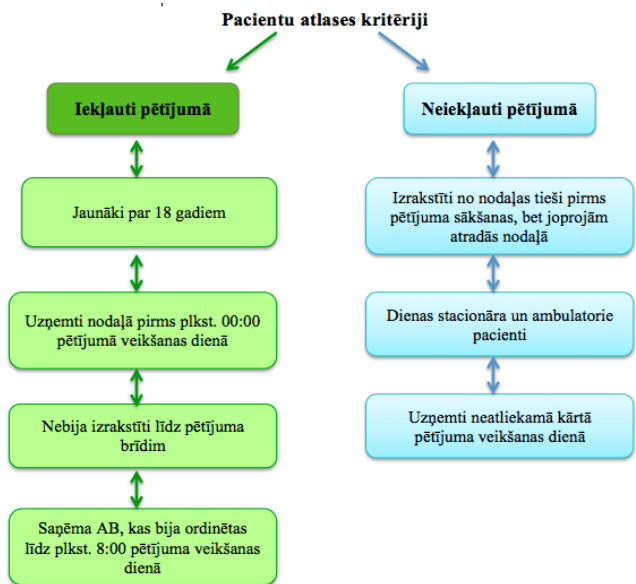 Pacientu atlases kritēriji
Iekļauti pētījumā
Jaunāki par 18 gadiem
Uzņemti nodaļā pirms plkst. 00:00
pētījumā veikšanas dienā
Nebija izrakstīti līdz pētījuma
brīdim
Saņēma AB, kas bija ordinētas
līdz plkst. 8:00 pētījuma veikšanas
dienā
Neiekļauti pētījumā
Izrakstīti no nodaļas tieši pirms
pētījuma sākšanas, bet joprojām
atradās nodaļā
Dienas stacionāra un ambulatorie
pacienti
Uzņemti neatliekamā kārtā
pētījuma veikšanas dienā